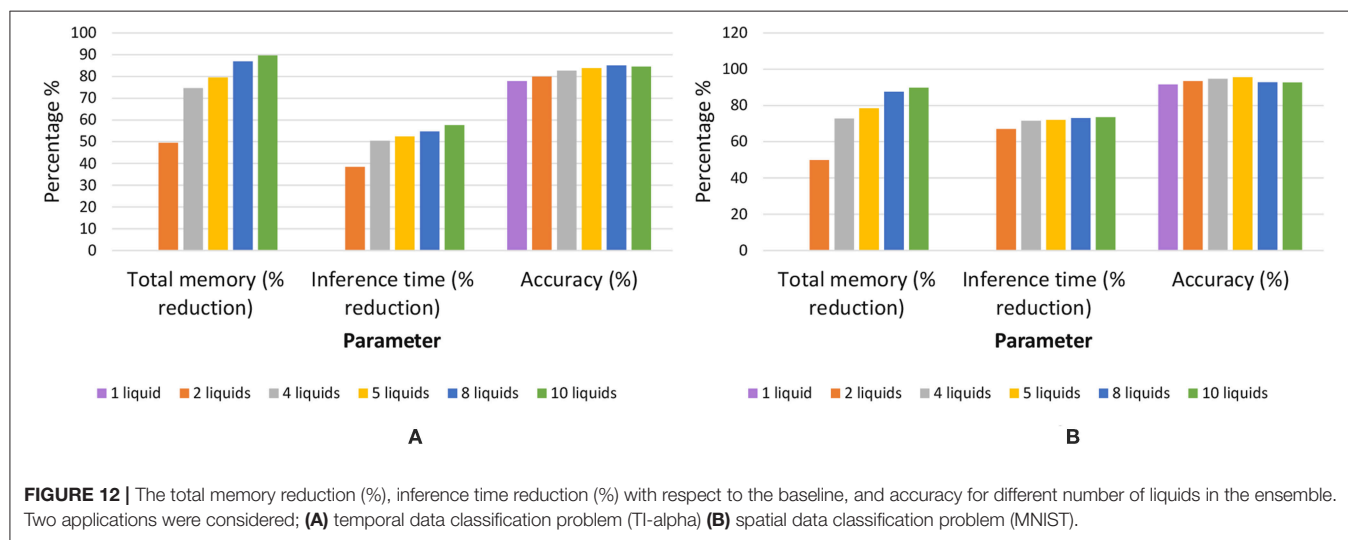 100
90
80
70
60
50
40
30
20
10
0
Percentage %
Total memory (%
reduction)
Inference time (%
reduction)
Accuracy (%)
Parameter
1 liquid 2 liquids 4 liquids 5 liquids 8 liquids 10 liquids
A
120
100
80
60
40
20
0
Percentage %
Total memory (%
reduction)
Inference time (%
reduction)
Accuracy (%)
Parameter
1 liquid 2 liquids 4 liquids 5 liquids 8 liquids 10 liquids
B
FIGURE 12 | The total memory reduction (%), inference time reduction (%) with respect to the baseline, and accuracy for different number of liquids in the ensemble.
Two applications were considered; (A) temporal data classification problem (TI-alpha) (B) spatial data classification problem (MNIST).